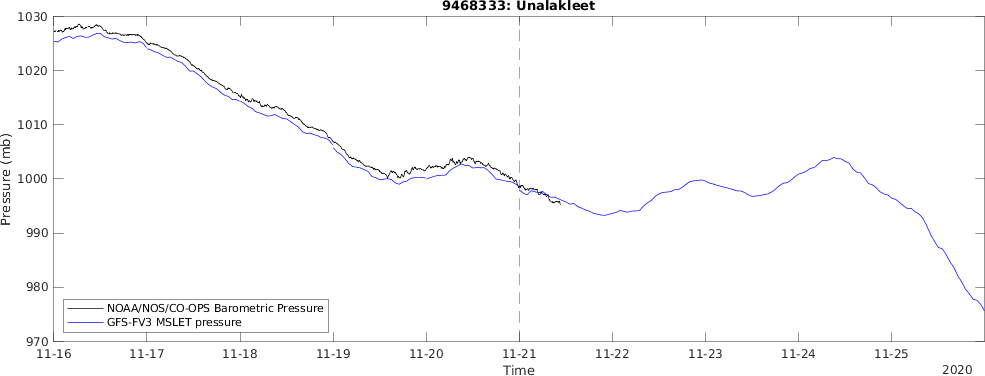 9468333: Unalakleet
1030
1020
1010
1000
990
980
970
Pressure (mb)
NOAA/NOS/CO-OPS Barometric Pressure
GFS-FV3 MSLET pressure
11-16 11-17 11-18 11-19 11-20 11-21 11-22 11-23 11-24 11-25
Time
2020